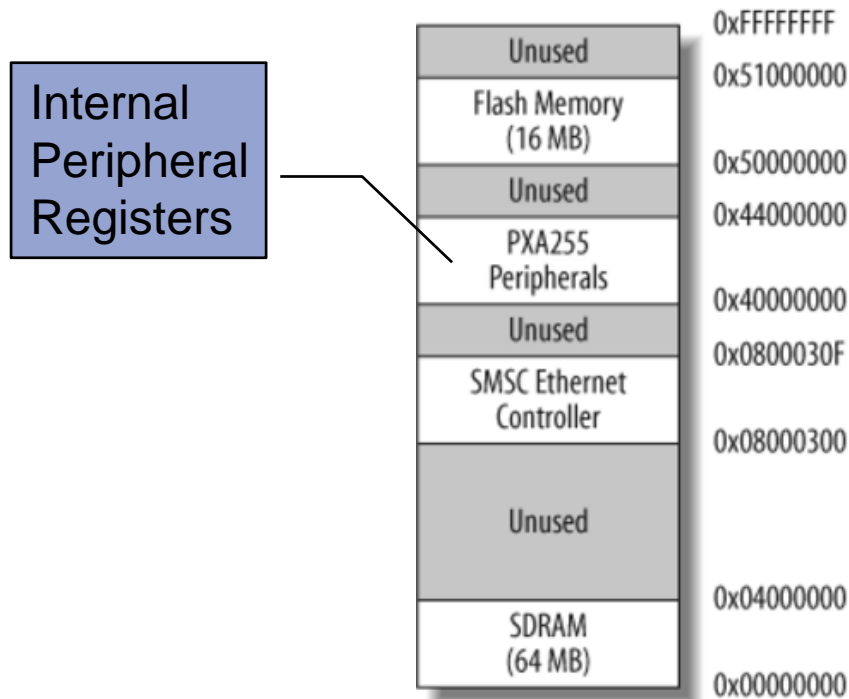 Internal
Peripheral
Registers
0xFFFFFFFF
Unused
0x51000000
Flash Memory
(16 MB)
0x50000000
Unused
0x44000000
PXA255
Peripherals
0x40000000
Unused
0x0800030F
SMSC Ethernet
Controller
0x08000300
Unused
0x04000000
SDRAM
(64 MB)
0x00000000